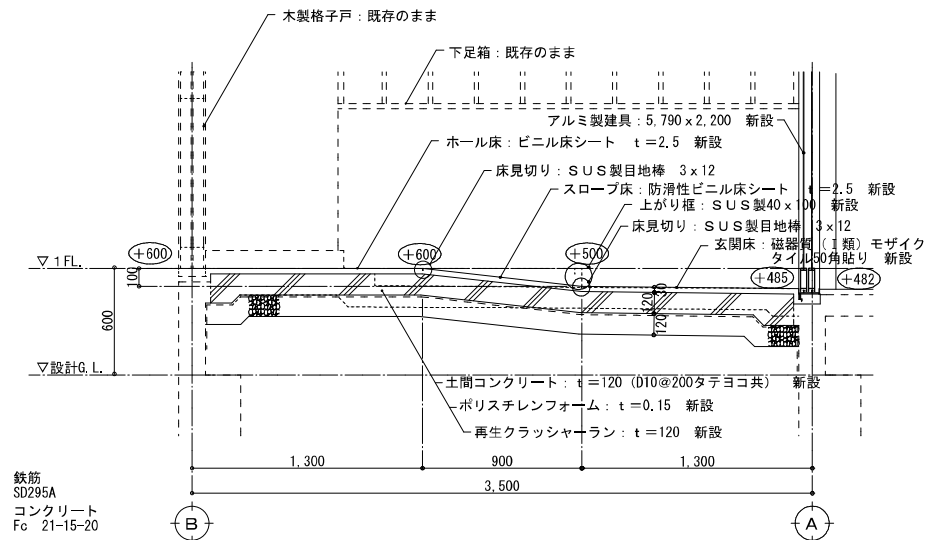 木製格子戸：既存のまま
下足箱：既存のまま
アルミ製建具：5,790x2,200 新設
ホール床：ビニル床シート t=2.5 新設
床見切り：SUS製目地棒 3x12
スロープ床：防滑性ビニル床シート t=2.5 新設
上がり框：SUS製40x100 新設
床見切り：SUS製目地棒 3x12
玄関床：磁器質(Ⅰ類)モザイク
タイル50角貼り 新設
+600
+600
+500
+485
+482
▽1FL.
100
600
30
120
120
▽設計G.L.
土間コンクリート：t=120(D10@200タテヨコ共) 新設
ポリスチレンフォーム：t=0.15 新設
再生クラッシャーラン：t=120 新設
1,300
900
1,300
3,500
鉄筋
SD295A
コンクリート
Fc 21-15-20
B
A